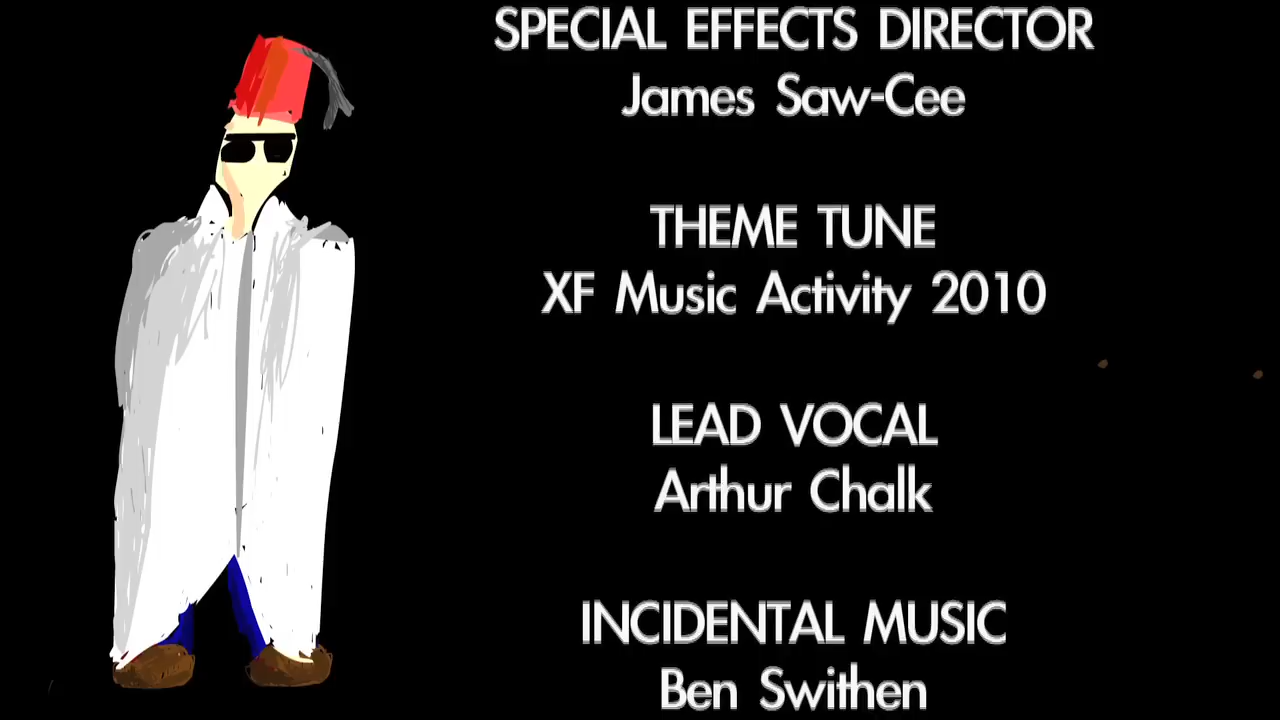 SPECIAL EFFECTS DIRECTOR
James Saw-Cee
THEME TUNE
XF Music Activity 2010
LEAD VOCAL
Arthur Chalk
INCIDENTAL MUSIC
Ben Swithen